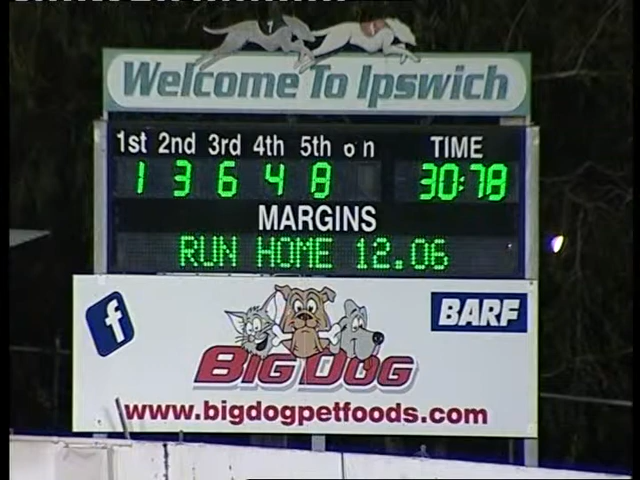 Welcome To Ipswich
1st 2nd 3rd 4th 5th o n TIME
1 3 6 4 8 30:78
MARGINS
RUN HOME 12.06
f
BARF
BIG DOG
www.bigdogpetfoods.com